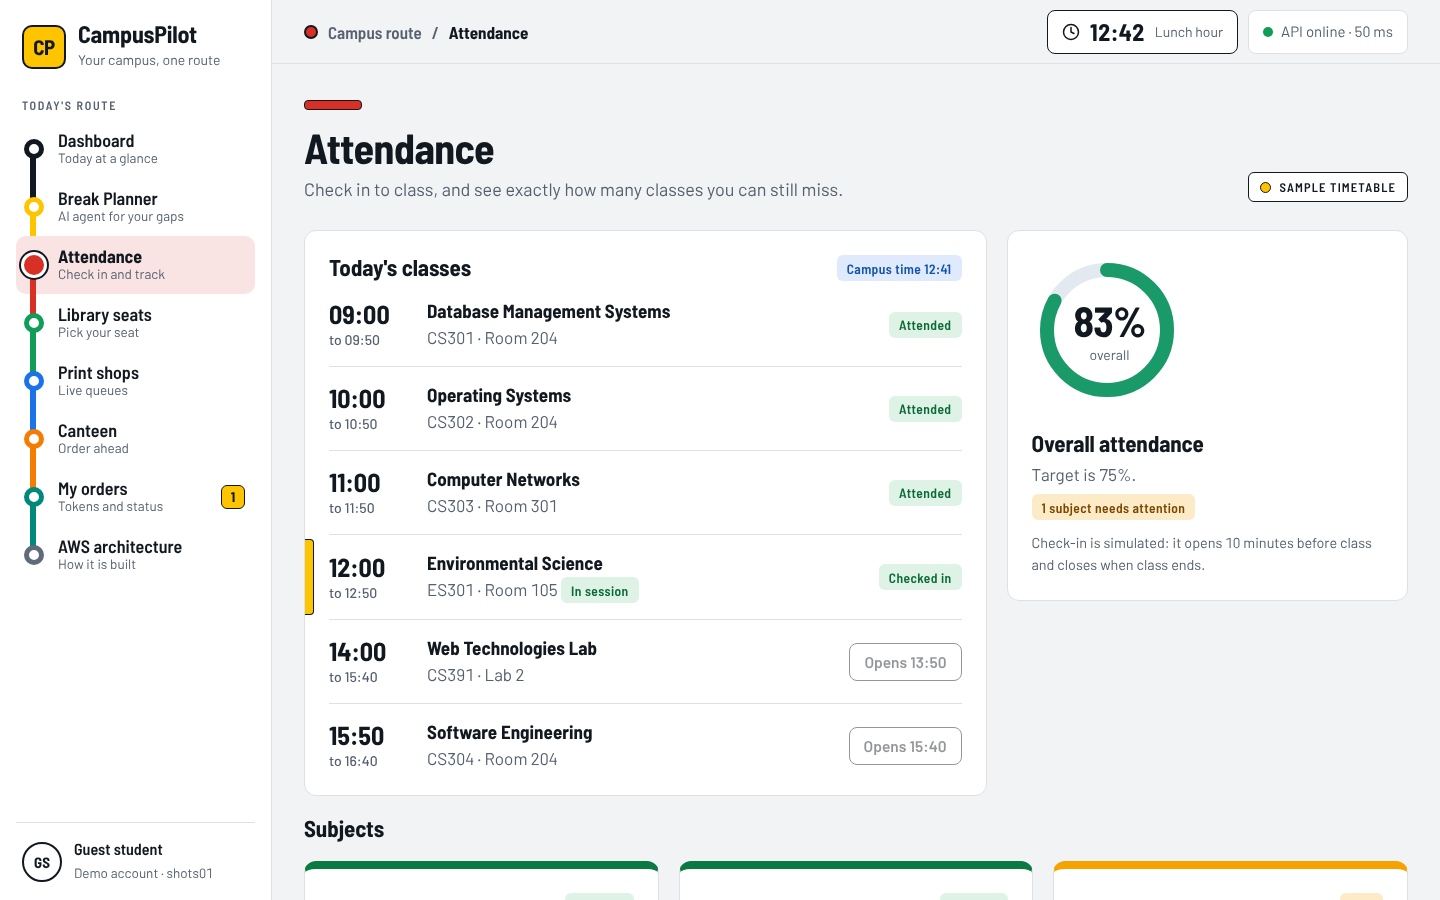 CP
CampusPilot
Your campus, one route
TODAY'S ROUTE
Dashboard
Today at a glance
Break Planner
AI agent for your gaps
Attendance
Check in and track
Library seats
Pick your seat
Print shops
Live queues
Canteen
Order ahead
My orders
Tokens and status
1
AWS architecture
How it is built
GS
Guest student
Demo account · shots01
Campus route / Attendance
12:42 Lunch hour
API online · 50 ms
Attendance
Check in to class, and see exactly how many classes you can still miss.
SAMPLE TIMETABLE
Today's classes
Campus time 12:41
09:00
to 09:50
Database Management Systems
CS301 · Room 204
Attended
10:00
to 10:50
Operating Systems
CS302 · Room 204
Attended
11:00
to 11:50
Computer Networks
CS303 · Room 301
Attended
12:00
to 12:50
Environmental Science
ES301 · Room 105 In session
Checked in
14:00
to 15:40
Web Technologies Lab
CS391 · Lab 2
Opens 13:50
15:50
to 16:40
Software Engineering
CS304 · Room 204
Opens 15:40
83%
overall
Overall attendance
Target is 75%.
1 subject needs attention
Check-in is simulated: it opens 10 minutes before class
and closes when class ends.
Subjects